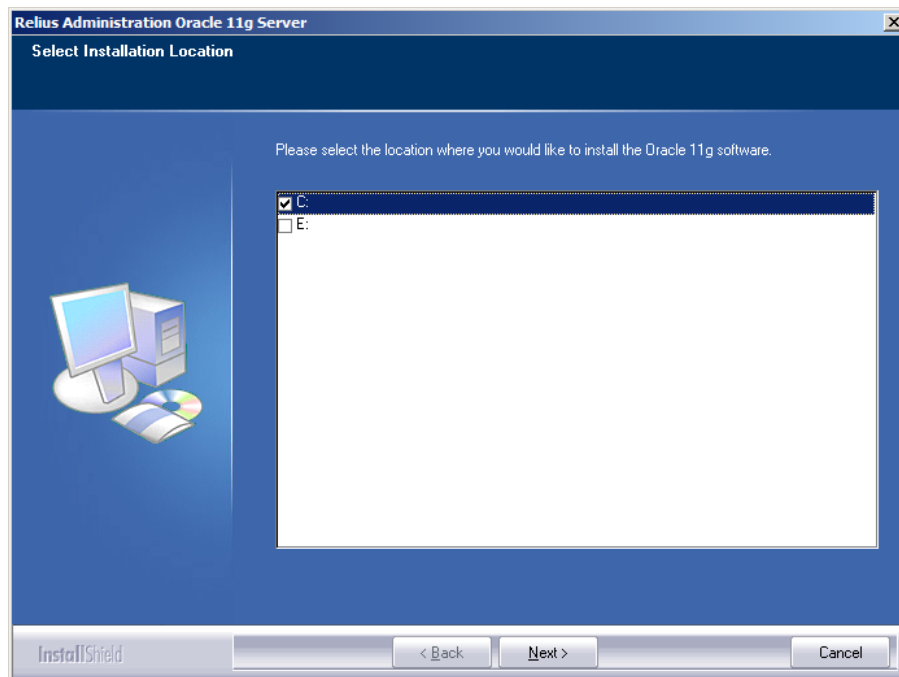 Relius Administration Oracle 11g Server
Select Installation Location
Please select the location where you would like to install the Oracle 11g software.
C:
E:
InstallShield
< Back
Next >
Cancel